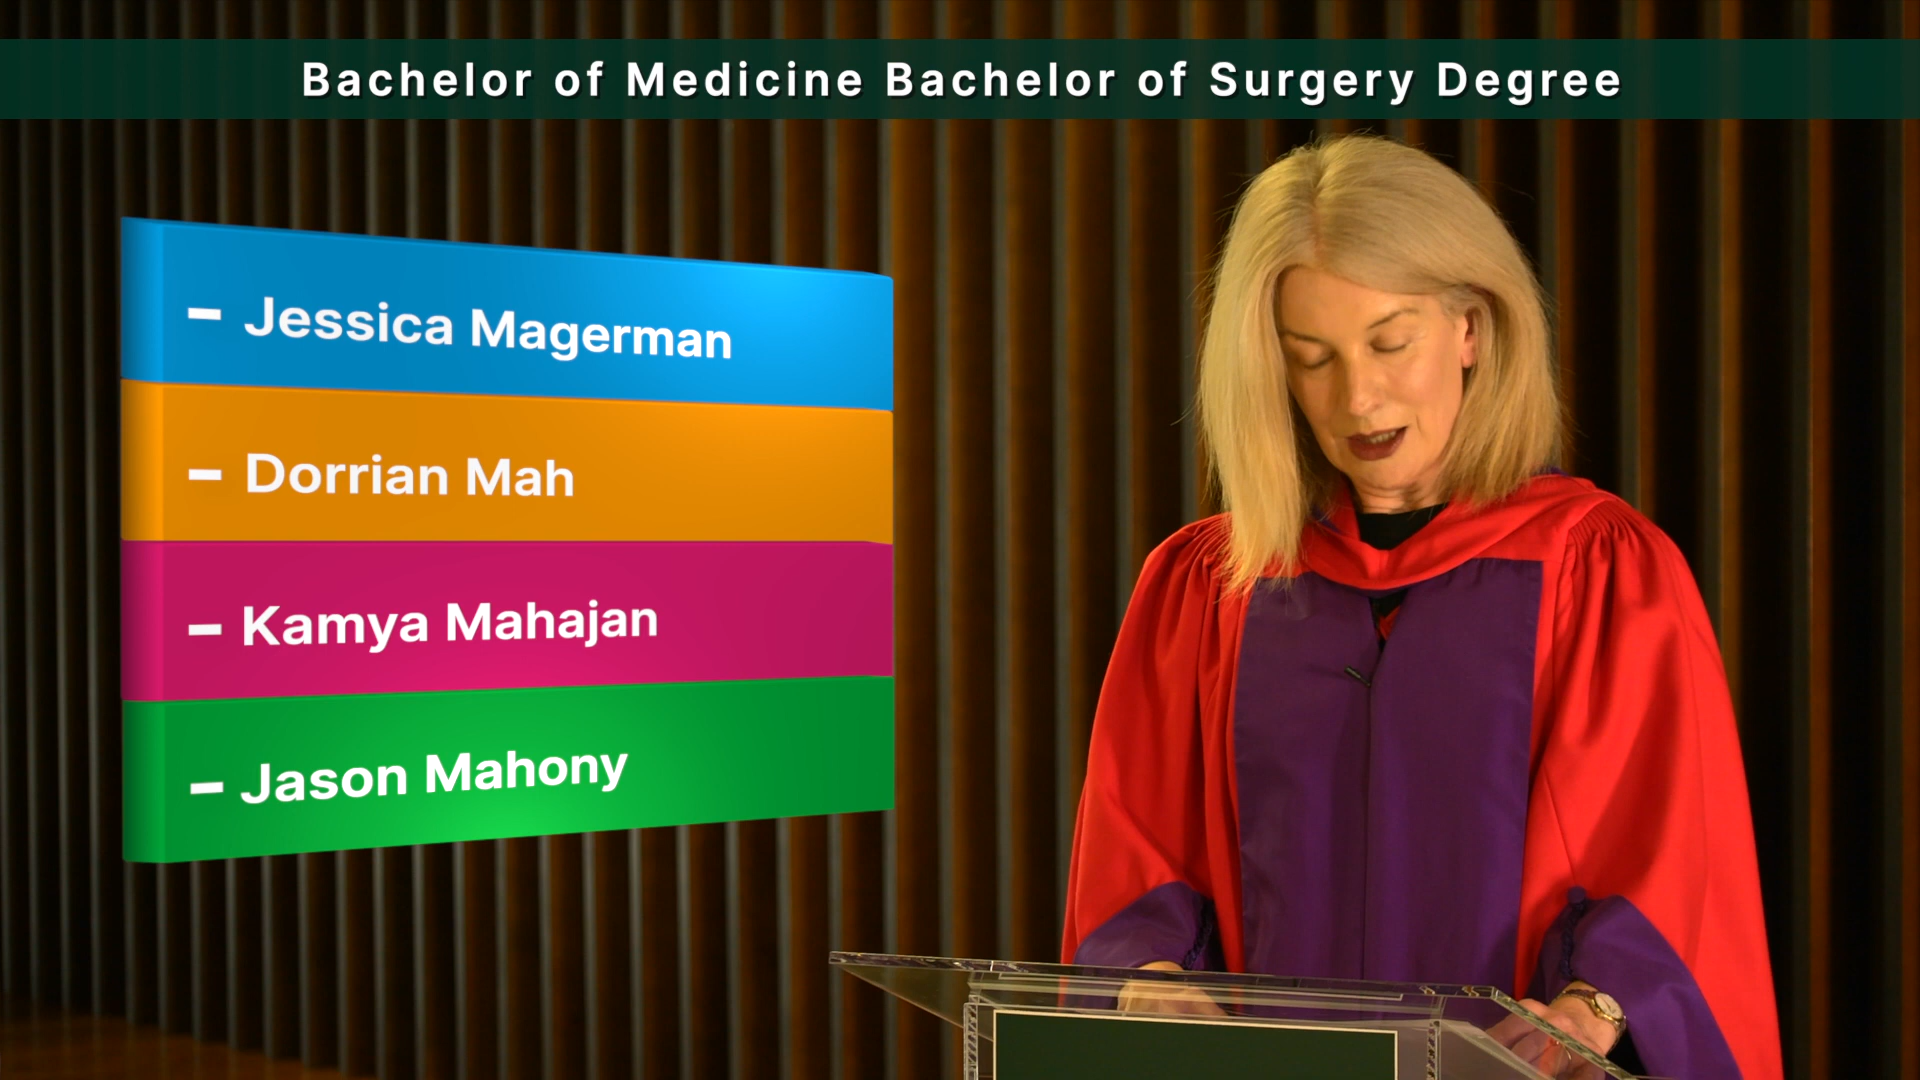 Bachelor of Medicine Bachelor of Surgery Degree
– Jessica Magerman
– Dorrian Mah
– Kamya Mahajan
– Jason Mahony